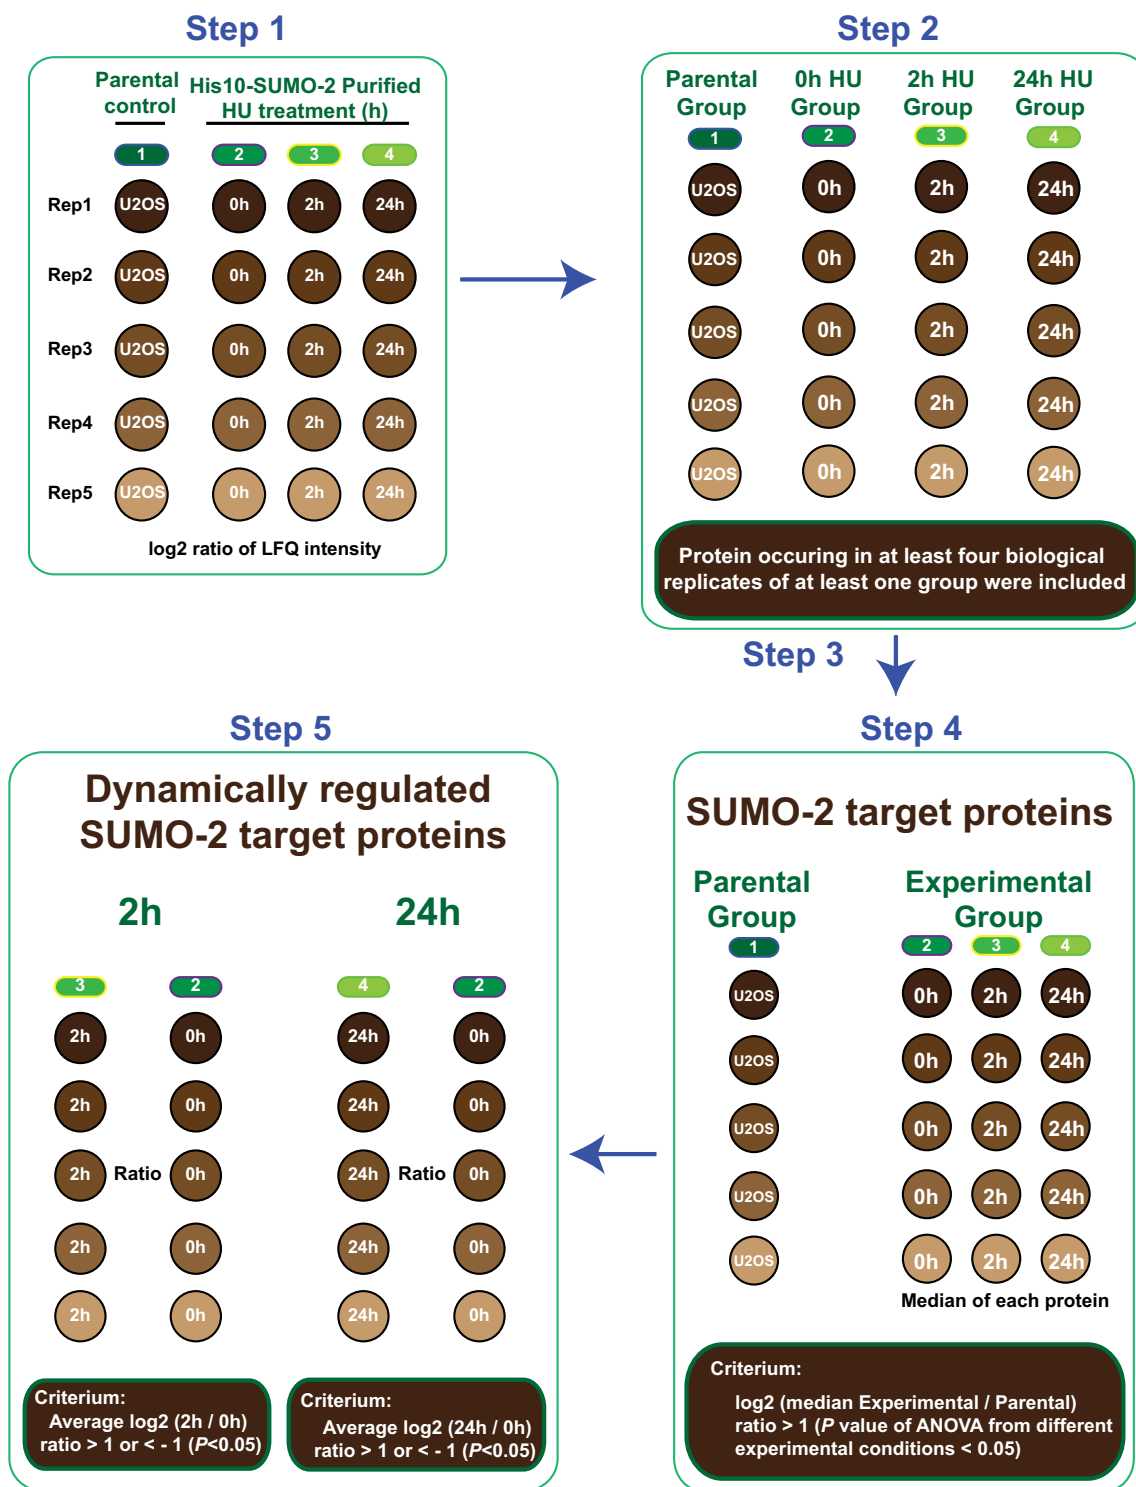 Step 1
Parental
control
His10-SUMO-2 Purified
HU treatment (h)
1 2 3 4
Rep1 U2OS 0h 2h 24h
Rep2 U2OS 0h 2h 24h
Rep3 U2OS 0h 2h 24h
Rep4 U2OS 0h 2h 24h
Rep5 U2OS 0h 2h 24h
log2 ratio of LFQ intensity
Step 2
Parental
Group
0h HU
Group
2h HU
Group
24h HU
Group
1 2 3 4
U2OS 0h 2h 24h
U2OS 0h 2h 24h
U2OS 0h 2h 24h
U2OS 0h 2h 24h
U2OS 0h 2h 24h
Protein occuring in at least four biological
replicates of at least one group were included
Step 3
Step 4
SUMO-2 target proteins
Parental
Group
Experimental
Group
1 2 3 4
U2OS 0h 2h 24h
U2OS 0h 2h 24h
U2OS 0h 2h 24h
U2OS 0h 2h 24h
U2OS 0h 2h 24h
Median of each protein
Criterium:
log2 (median Experimental / Parental)
ratio > 1 (P value of ANOVA from different
experimental conditions < 0.05)
Step 5
Dynamically regulated
SUMO-2 target proteins
2h
24h
3 2 4 2
2h 0h 24h 0h
2h 0h 24h 0h
2h Ratio 0h 24h Ratio 0h
2h 0h 24h 0h
2h 0h 24h 0h
Criterium:
Average log2 (2h / 0h)
ratio > 1 or < - 1 (P<0.05)
Criterium:
Average log2 (24h / 0h)
ratio > 1 or < - 1 (P<0.05)